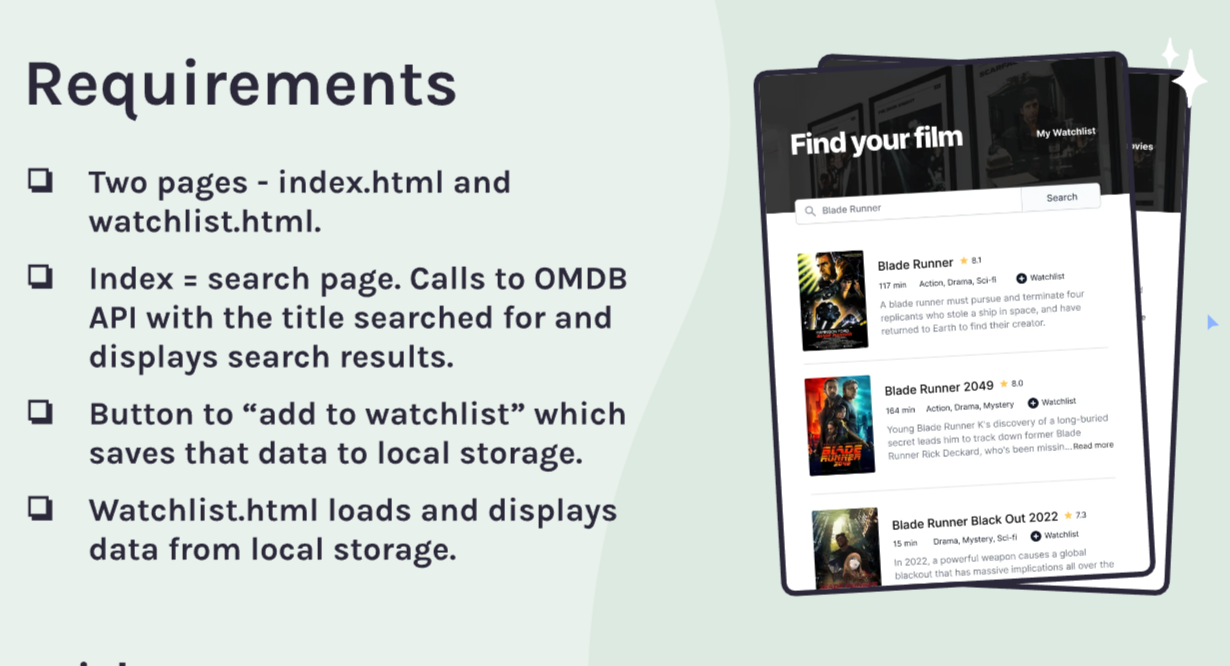 Requirements
Two pages - index.html and
watchlist.html.
Index = search page. Calls to OMDB
API with the title searched for and
displays search results.
Button to “add to watchlist” which
saves that data to local storage.
Watchlist.html loads and displays
data from local storage.
Find your film
My Watchlist
Blade Runner
Search
Blade Runner 8.1
117 min Action, Drama, Sci-fi Watchlist
A blade runner must pursue and terminate four
replicants who stole a ship in space, and have
returned to Earth to find their creator.
Blade Runner 2049 8.0
164 min Action, Drama, Mystery Watchlist
Young Blade Runner K's discovery of a long-buried
secret leads him to track down former Blade
Runner Rick Deckard, who's been missin... Read more
BLADE
RUNNER
2049
Blade Runner Black Out 2022 7.3
15 min Drama, Mystery, Sci-fi Watchlist
In 2022, a powerful weapon causes a global
blackout that has massive implications all over the